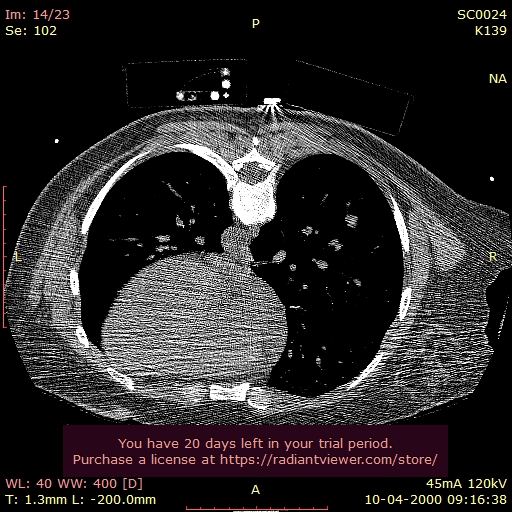 Im: 14/23
Se: 102
P
SC0024
K139
NA
L
R
You have 20 days left in your trial period.
Purchase a license at https://radiantviewer.com/store/
WL: 40 WW: 400 [D]
T: 1.3mm L: -200.0mm
A
45mA 120kV
10-04-2000 09:16:38